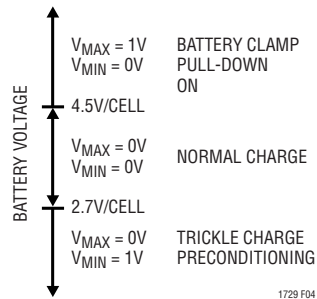 BATTERY VOLTAGE
VMAX = 1V BATTERY CLAMP
VMIN = 0V PULL-DOWN
ON
4.5V/CELL
VMAX = 0V
VMIN = 0V
NORMAL CHARGE
2.7V/CELL
VMAX = 0V TRICKLE CHARGE
VMIN = 1V PRECONDITIONING
1729 F04